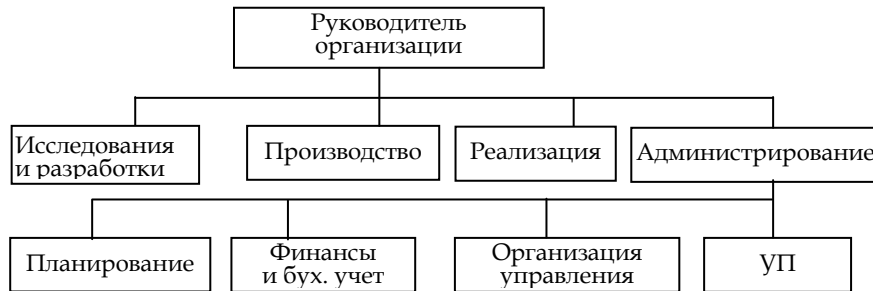 Руководитель
организации
Исследования
и разработки
Производство
Реализация
Администрирование
Планирование
Финансы
и бух. учет
Организация
управления
УП